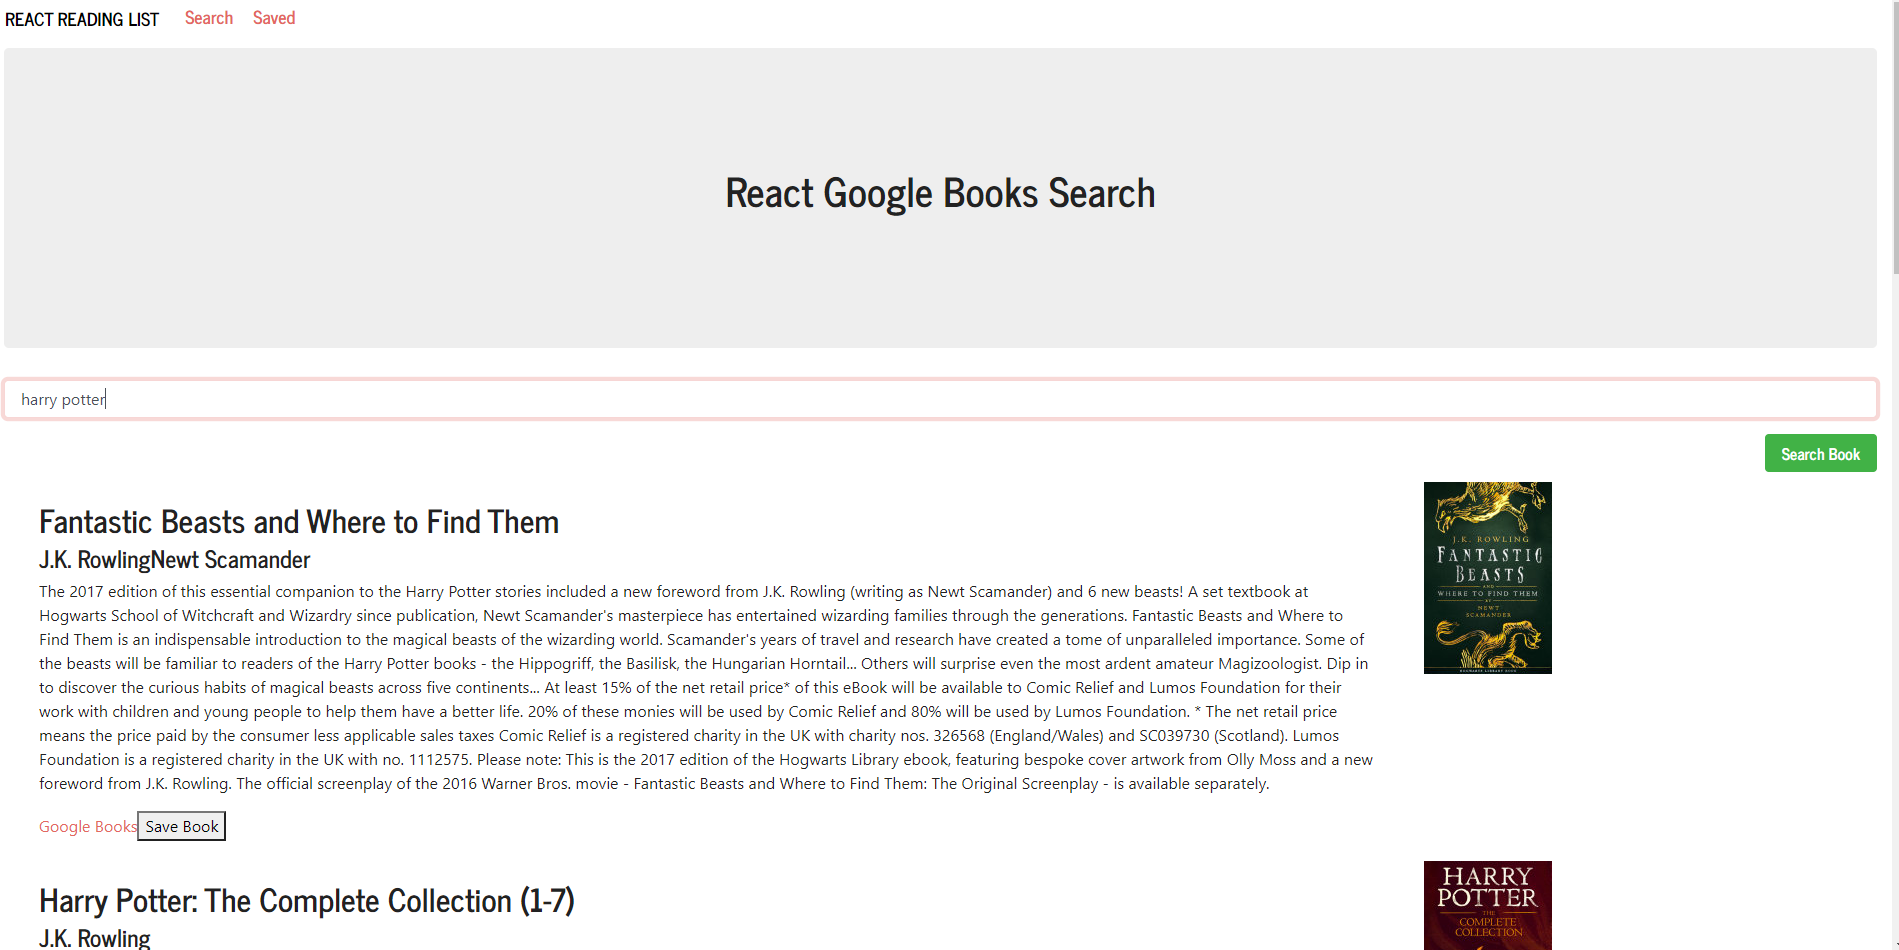 REACT READING LIST Search Saved
React Google Books Search
harry potter
Search Book
Fantastic Beasts and Where to Find Them
J.K. RowlingNewt Scamander
The 2017 edition of this essential companion to the Harry Potter stories included a new foreword from J.K. Rowling (writing as Newt Scamander) and 6 new beasts! A set textbook at
Hogwarts School of Witchcraft and Wizardry since publication, Newt Scamander's masterpiece has entertained wizarding families through the generations. Fantastic Beasts and Where to
Find Them is an indispensable introduction to the magical beasts of the wizarding world. Scamander's years of travel and research have created a tome of unparalleled importance. Some of
the beasts will be familiar to readers of the Harry Potter books - the Hippogriff, the Basilisk, the Hungarian Horntail... Others will surprise even the most ardent amateur Magizoologist. Dip in
to discover the curious habits of magical beasts across five continents... At least 15% of the net retail price* of this eBook will be available to Comic Relief and Lumos Foundation for their
work with children and young people to help them have a better life. 20% of these monies will be used by Comic Relief and 80% will be used by Lumos Foundation. * The net retail price
means the price paid by the consumer less applicable sales taxes Comic Relief is a registered charity in the UK with charity nos. 326568 (England/Wales) and SC039730 (Scotland). Lumos
Foundation is a registered charity in the UK with no. 1112575. Please note: This is the 2017 edition of the Hogwarts Library ebook, featuring bespoke cover artwork from Olly Moss and a new
foreword from J.K. Rowling. The official screenplay of the 2016 Warner Bros. movie - Fantastic Beasts and Where to Find Them: The Original Screenplay - is available separately.
Google Books Save Book
J.K. ROWLING
FANTASTIC
BEASTS
AND
WHERE TO FIND THEM
BY
NEWT
SCAMANDER
HOGWARTS LIBRARY BOOK
Harry Potter: The Complete Collection (1-7)
J.K. Rowling
HARRY
POTTER
THE
COMPLETE
COLLECTION